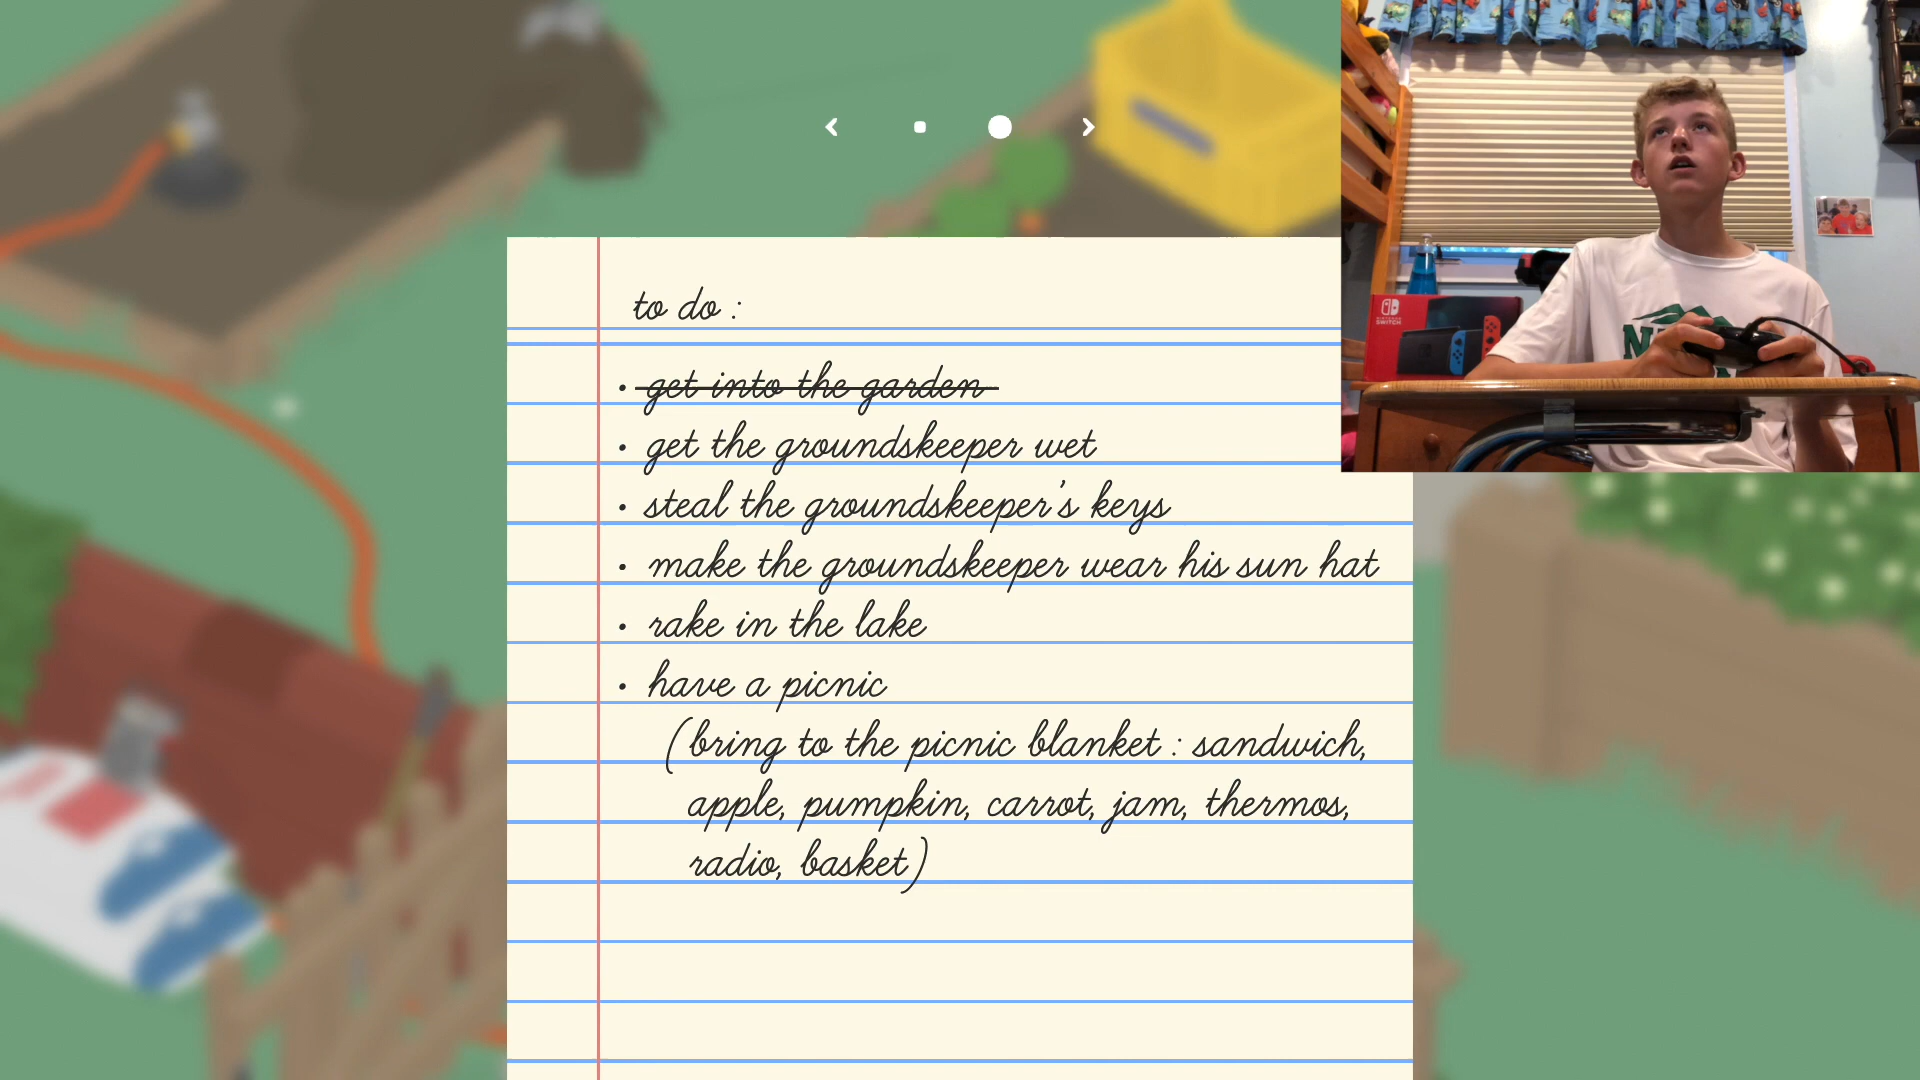 to do :
• get into the garden
• get the groundskeeper wet
• steal the groundskeeper's keys
• make the groundskeeper wear his sun hat
• rake in the lake
• have a picnic
(bring to the picnic blanket : sandwich,
apple, pumpkin, carrot, jam, thermos,
radio, basket)
NINTENDO
SWITCH